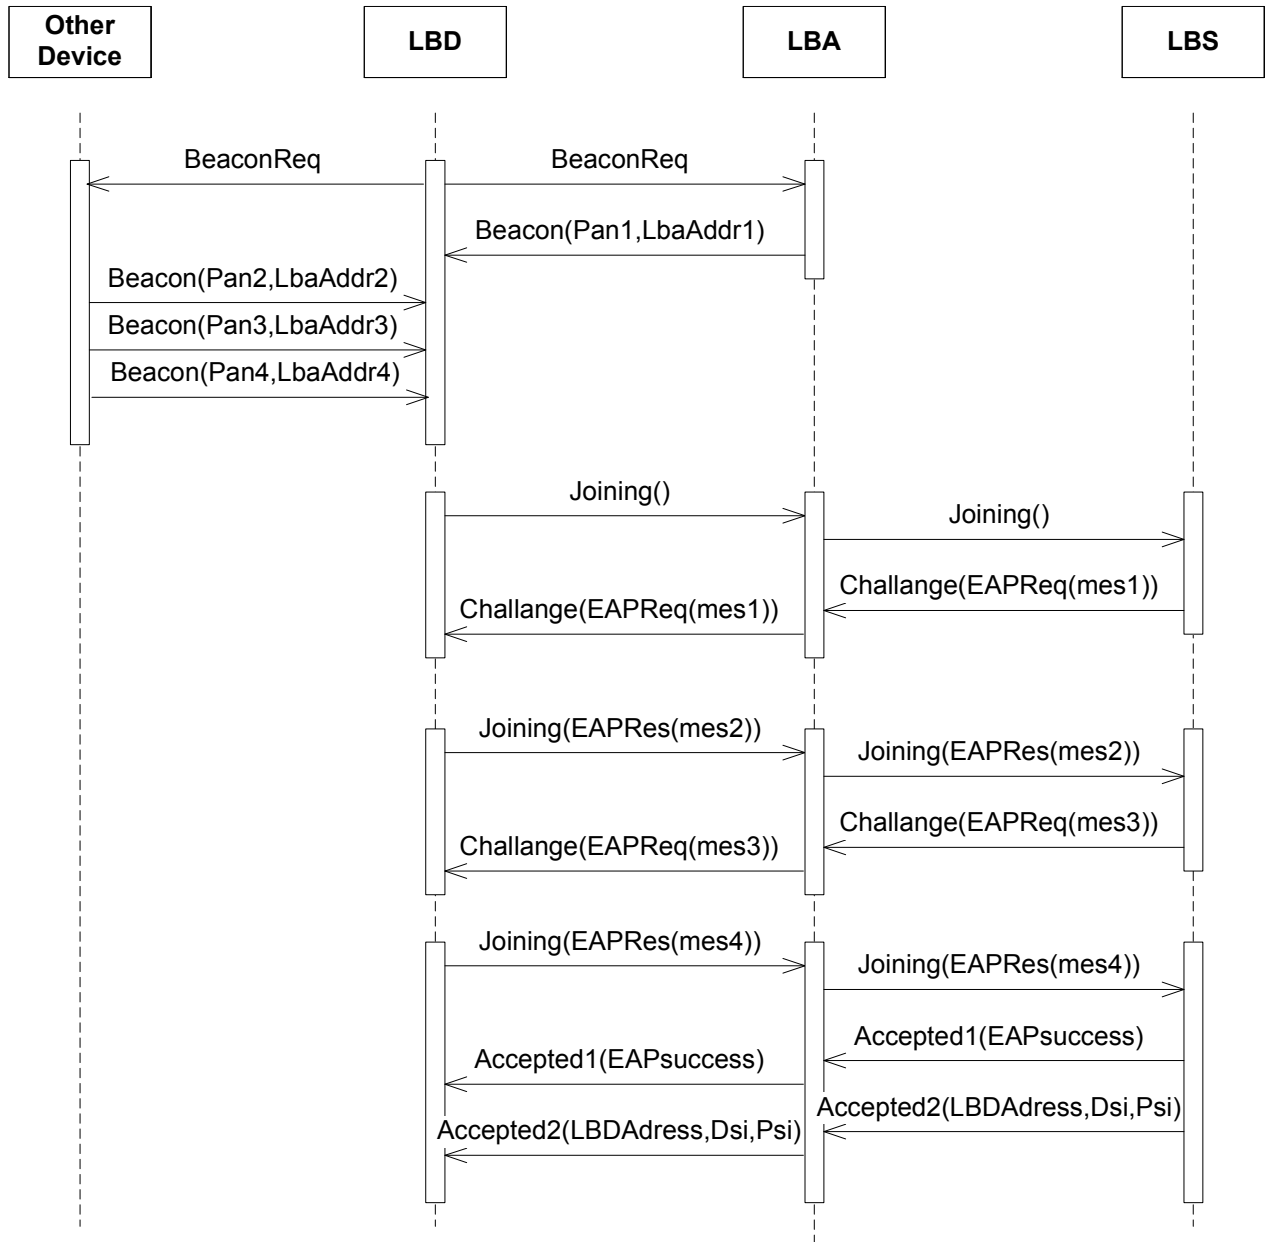 Other
Device
LBD
LBA
LBS
BeaconReq
BeaconReq
Beacon(Pan1,LbaAddr1)
Beacon(Pan2,LbaAddr2)
Beacon(Pan3,LbaAddr3)
Beacon(Pan4,LbaAddr4)
Joining()
Joining()
Challange(EAPReq(mes1))
Challange(EAPReq(mes1))
Joining(EAPRes(mes2))
Joining(EAPRes(mes2))
Challange(EAPReq(mes3))
Challange(EAPReq(mes3))
Joining(EAPRes(mes4))
Joining(EAPRes(mes4))
Accepted1(EAPsuccess)
Accepted1(EAPsuccess)
Accepted2(LBDAdress,Dsi,Psi)
Accepted2(LBDAdress,Dsi,Psi)